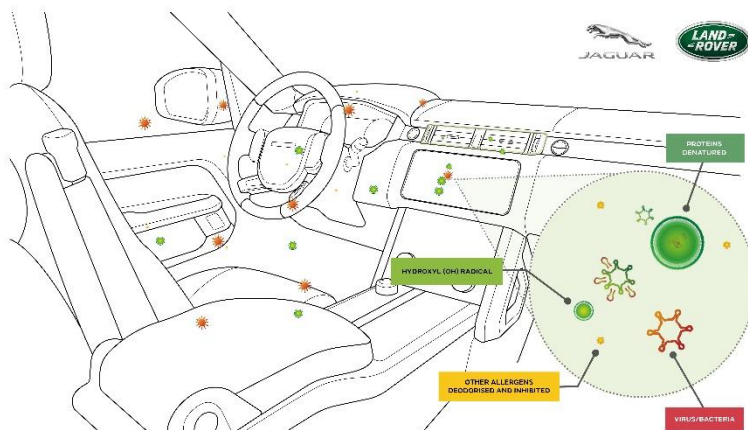 JAGUAR
LAND-
ROVER
PROTEINS
DENATURED
HYDROXYL (OH) RADICAL
OTHER ALLERGENS
DEODORISED AND INHIBITED
VIRUS/BACTERIA